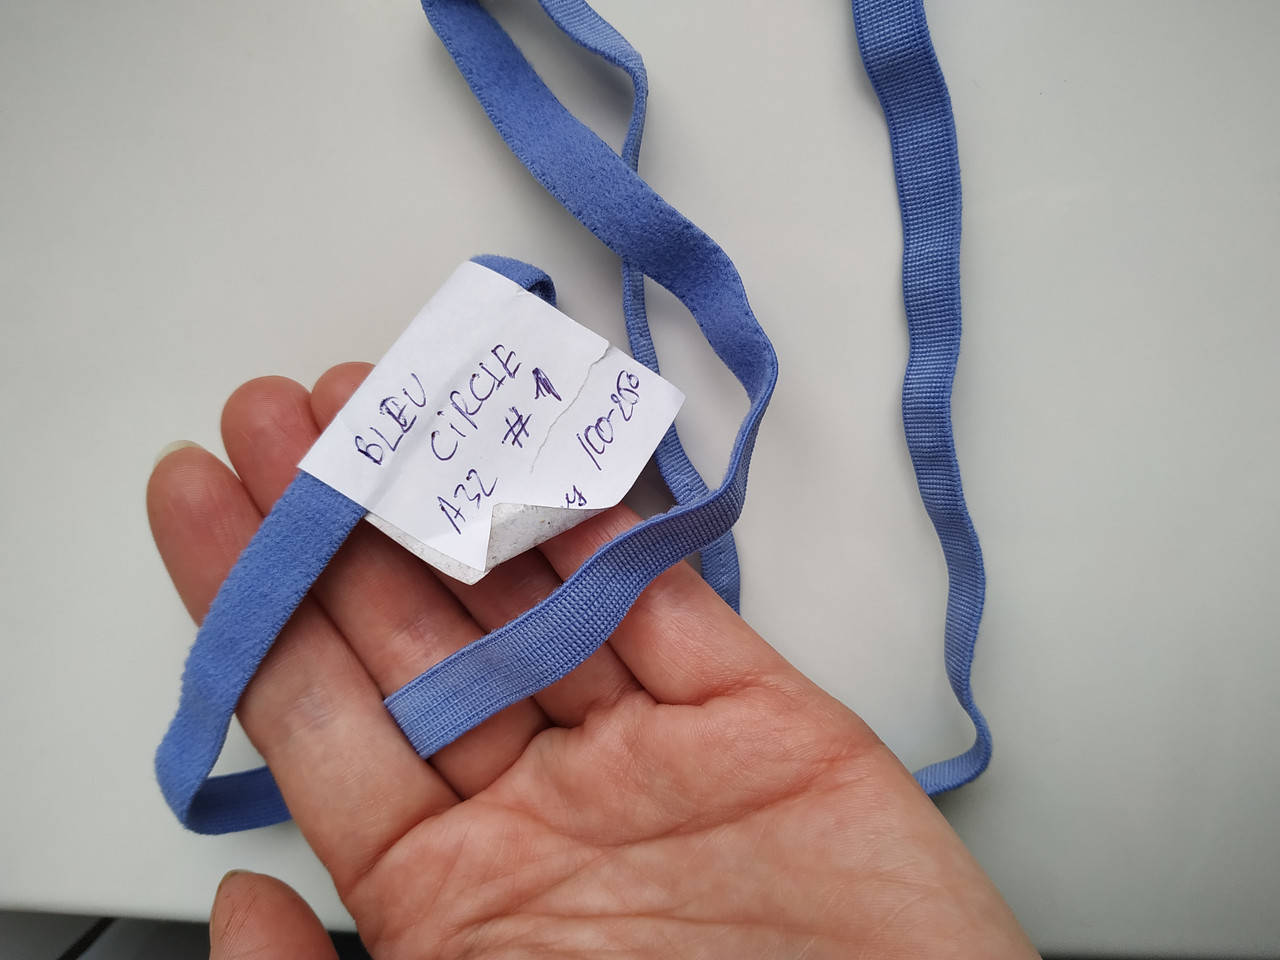 BLEU
CIRCLE
A32 #1
100-250